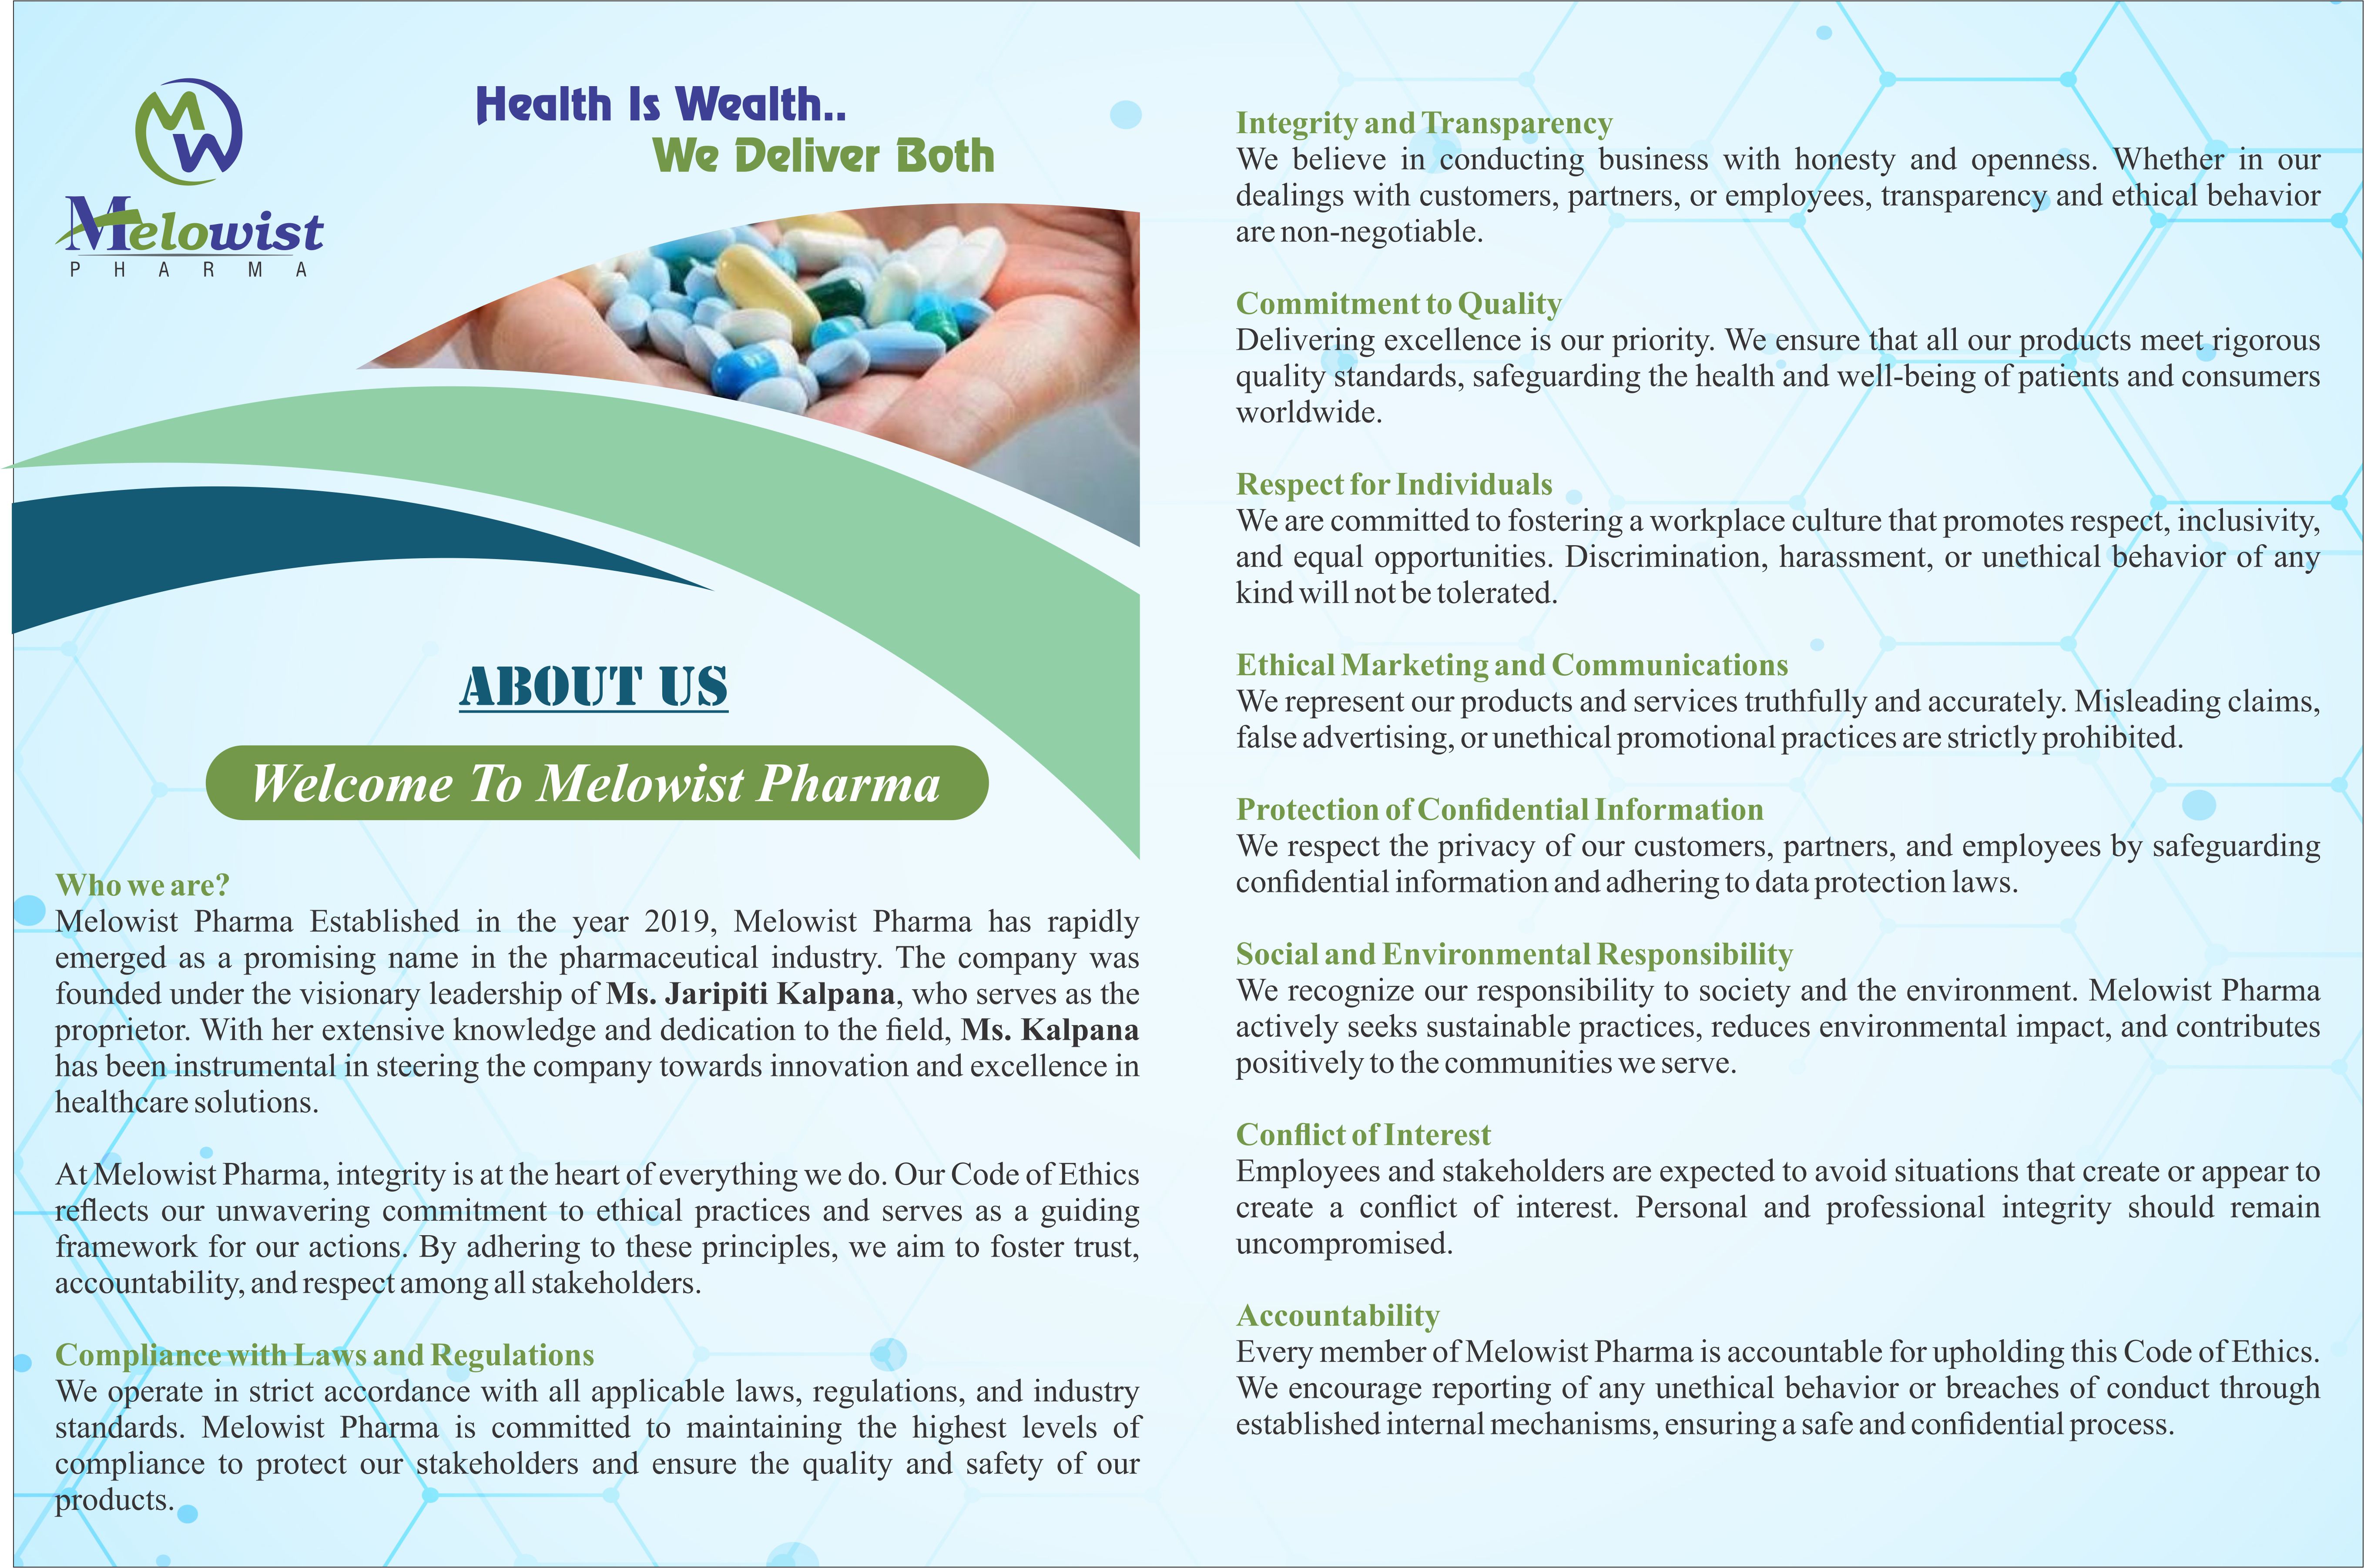 MW
Melowist
PHARMA
Health Is Wealth..
We Deliver Both
ABOUT US
Welcome To Melowist Pharma
Who we are?
Melowist Pharma Established in the year 2019, Melowist Pharma has rapidly
emerged as a promising name in the pharmaceutical industry. The company was
founded under the visionary leadership of Ms. Jaripiti Kalpana, who serves as the
proprietor. With her extensive knowledge and dedication to the field, Ms. Kalpana
has been instrumental in steering the company towards innovation and excellence in
healthcare solutions.
At Melowist Pharma, integrity is at the heart of everything we do. Our Code of Ethics
reflects our unwavering commitment to ethical practices and serves as a guiding
framework for our actions. By adhering to these principles, we aim to foster trust,
accountability, and respect among all stakeholders.
Compliance with Laws and Regulations
We operate in strict accordance with all applicable laws, regulations, and industry
standards. Melowist Pharma is committed to maintaining the highest levels of
compliance to protect our stakeholders and ensure the quality and safety of our
products.
Integrity and Transparency
We believe in conducting business with honesty and openness. Whether in our
dealings with customers, partners, or employees, transparency and ethical behavior
are non-negotiable.
Commitment to Quality
Delivering excellence is our priority. We ensure that all our products meet rigorous
quality standards, safeguarding the health and well-being of patients and consumers
worldwide.
Respect for Individuals
We are committed to fostering a workplace culture that promotes respect, inclusivity,
and equal opportunities. Discrimination, harassment, or unethical behavior of any
kind will not be tolerated.
Ethical Marketing and Communications
We represent our products and services truthfully and accurately. Misleading claims,
false advertising, or unethical promotional practices are strictly prohibited.
Protection of Confidential Information
We respect the privacy of our customers, partners, and employees by safeguarding
confidential information and adhering to data protection laws.
Social and Environmental Responsibility
We recognize our responsibility to society and the environment. Melowist Pharma
actively seeks sustainable practices, reduces environmental impact, and contributes
positively to the communities we serve.
Conflict of Interest
Employees and stakeholders are expected to avoid situations that create or appear to
create a conflict of interest. Personal and professional integrity should remain
uncompromised.
Accountability
Every member of Melowist Pharma is accountable for upholding this Code of Ethics.
We encourage reporting of any unethical behavior or breaches of conduct through
established internal mechanisms, ensuring a safe and confidential process.